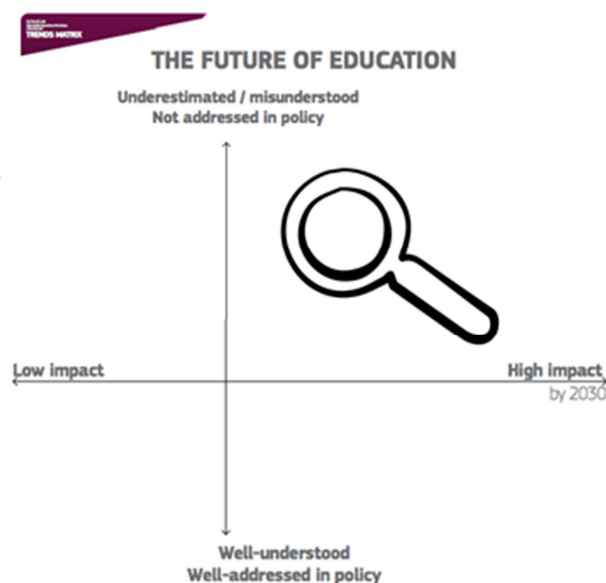 TRENDS MATRIX
THE FUTURE OF EDUCATION
Underestimated / misunderstood
Not addressed in policy
Low impact
High impact
by 2030
Well-understood
Well-addressed in policy